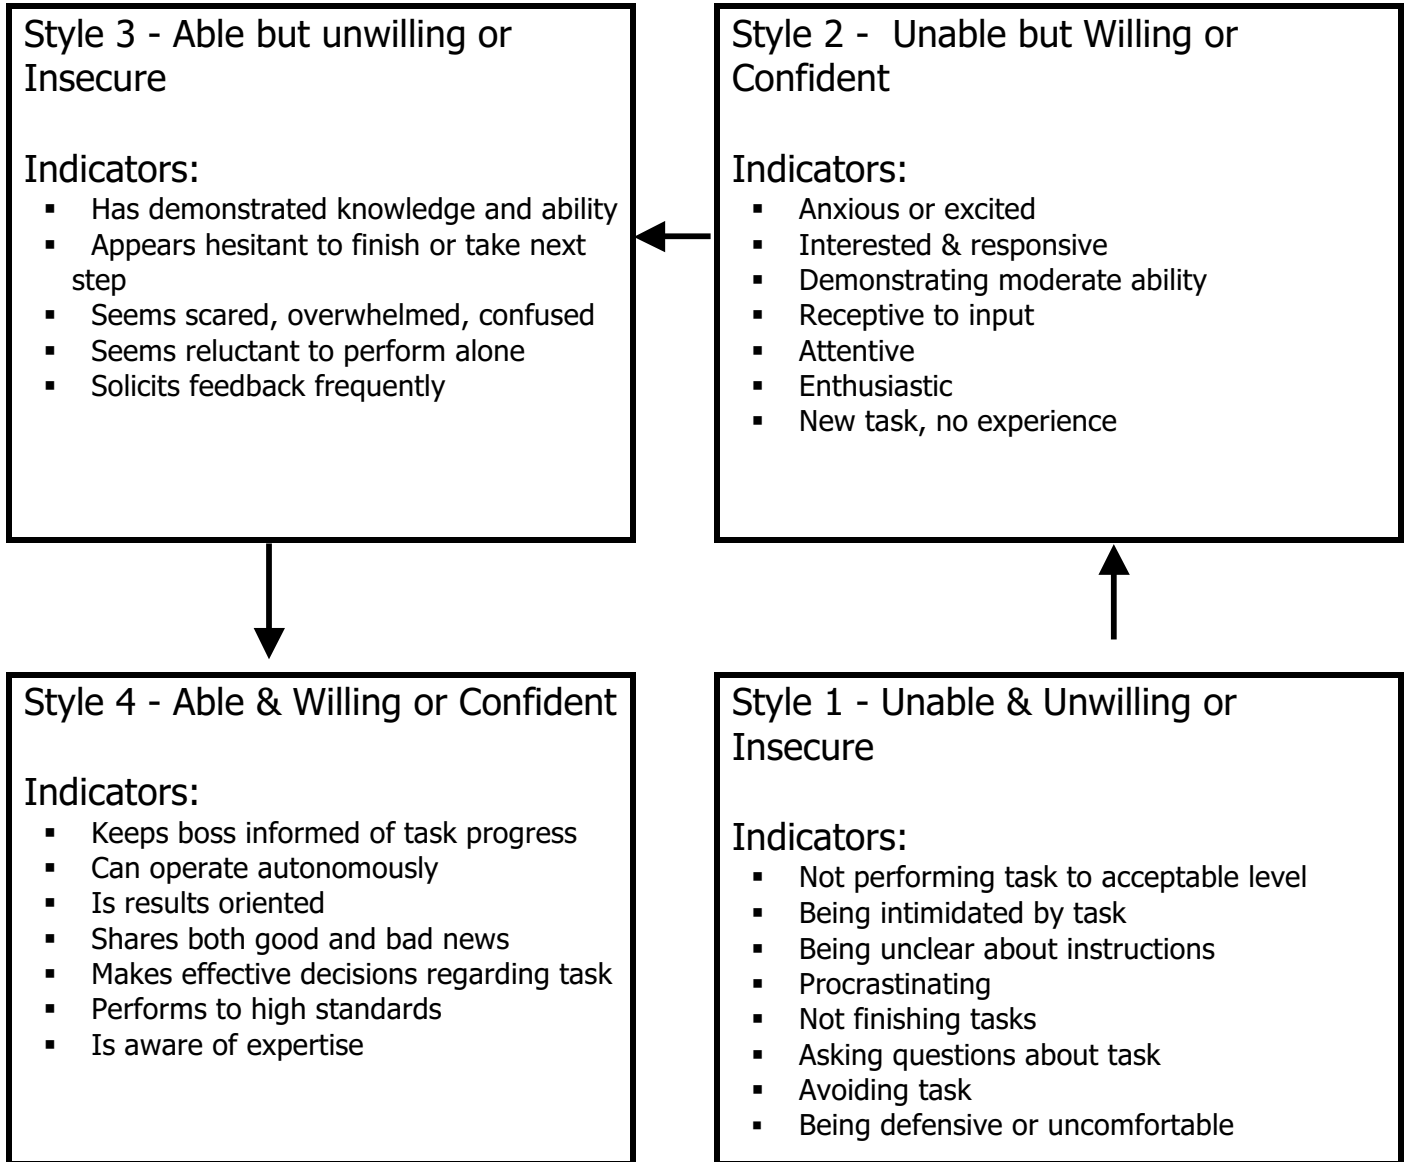 Style 3 - Able but unwilling or
Insecure
Indicators:
▪ Has demonstrated knowledge and ability
▪ Appears hesitant to finish or take next
step
▪ Seems scared, overwhelmed, confused
▪ Seems reluctant to perform alone
▪ Solicits feedback frequently
Style 2 -  Unable but Willing or
Confident
Indicators:
▪ Anxious or excited
▪ Interested & responsive
▪ Demonstrating moderate ability
▪ Receptive to input
▪ Attentive
▪ Enthusiastic
▪ New task, no experience
Style 4 - Able & Willing or Confident
Indicators:
▪ Keeps boss informed of task progress
▪ Can operate autonomously
▪ Is results oriented
▪ Shares both good and bad news
▪ Makes effective decisions regarding task
▪ Performs to high standards
▪ Is aware of expertise
Style 1 - Unable & Unwilling or
Insecure
Indicators:
▪ Not performing task to acceptable level
▪ Being intimidated by task
▪ Being unclear about instructions
▪ Procrastinating
▪ Not finishing tasks
▪ Asking questions about task
▪ Avoiding task
▪ Being defensive or uncomfortable